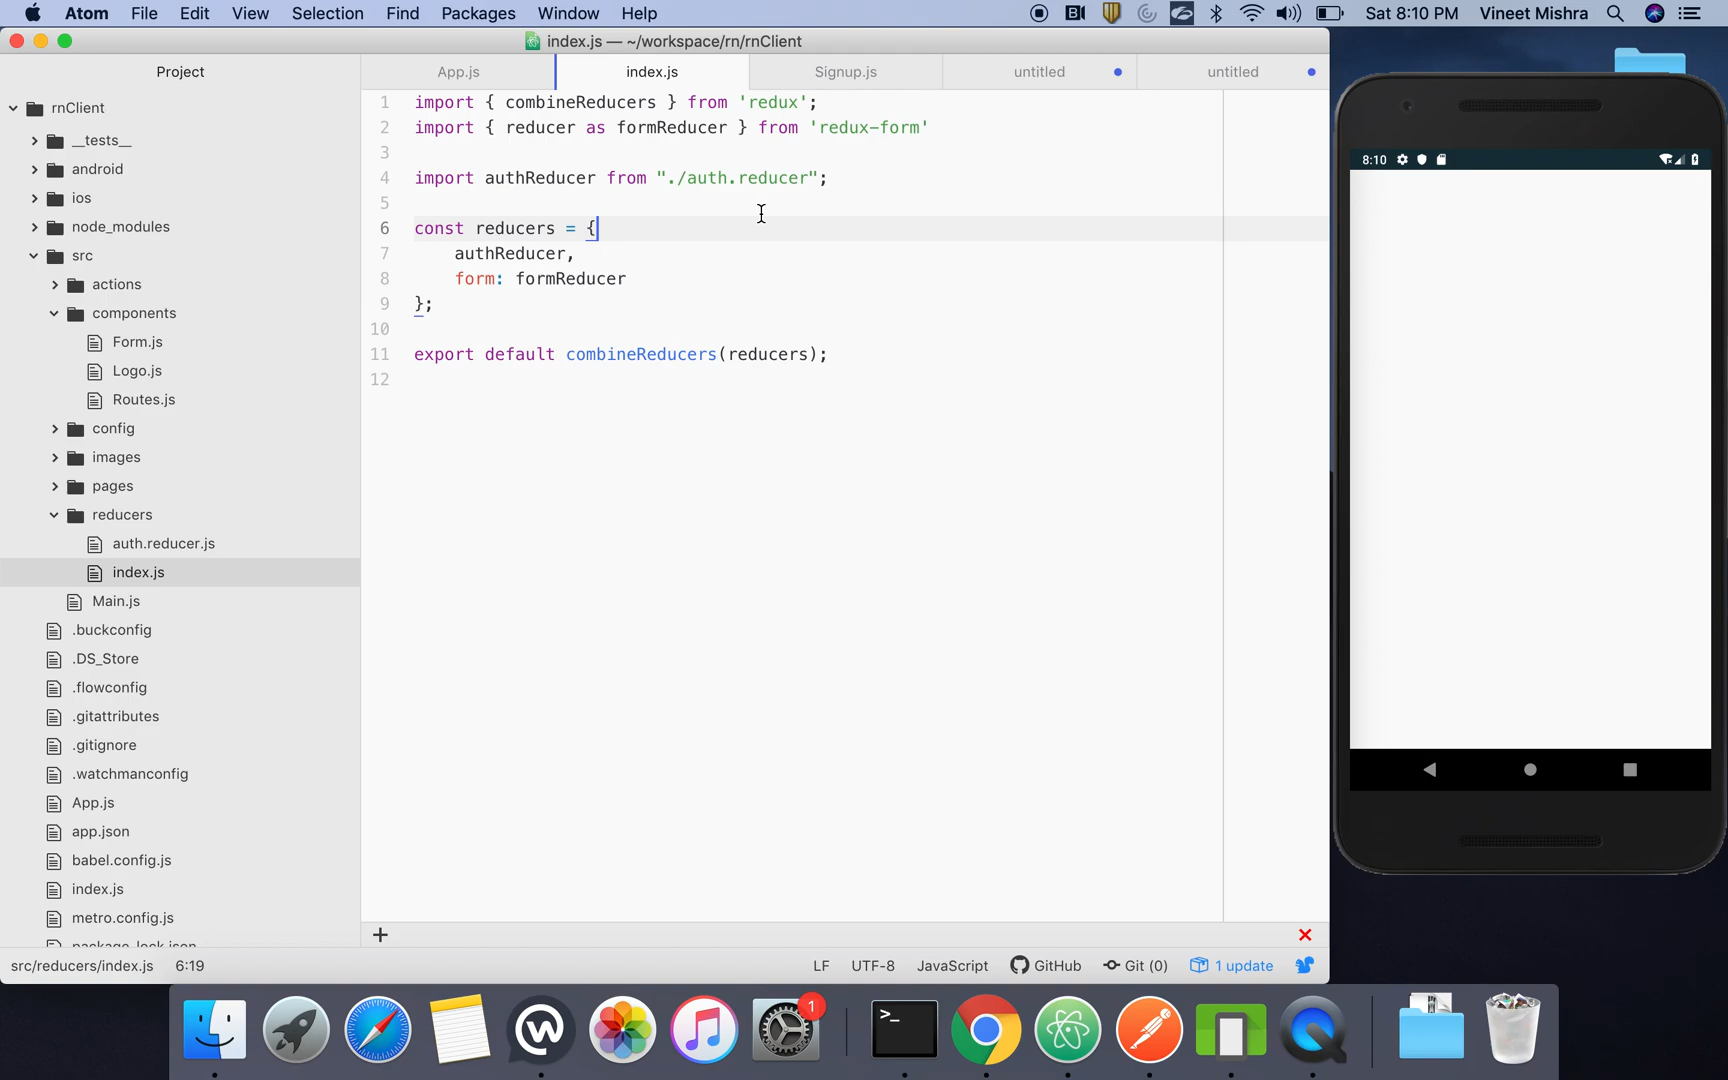 Atom File Edit View Selection Find Packages Window Help Sat 8:10 PM Vineet Mishra
index.js — ~/workspace/rn/rnClient
Project
App.js index.js Signup.js untitled untitled
rnClient
__tests__
android
ios
node_modules
src
actions
components
Form.js
Logo.js
Routes.js
config
images
pages
reducers
auth.reducer.js
index.js
Main.js
.buckconfig
.DS_Store
.flowconfig
.gitattributes
.gitignore
.watchmanconfig
App.js
app.json
babel.config.js
index.js
metro.config.js
package-lock.json
1 import { combineReducers } from 'redux';
2 import { reducer as formReducer } from 'redux-form'
3
4 import authReducer from "./auth.reducer";
5
6 const reducers = {
7 authReducer,
8 form: formReducer
9 };
10
11 export default combineReducers(reducers);
12
src/reducers/index.js 6:19 LF UTF-8 JavaScript GitHub Git (0) 1 update
8:10
1